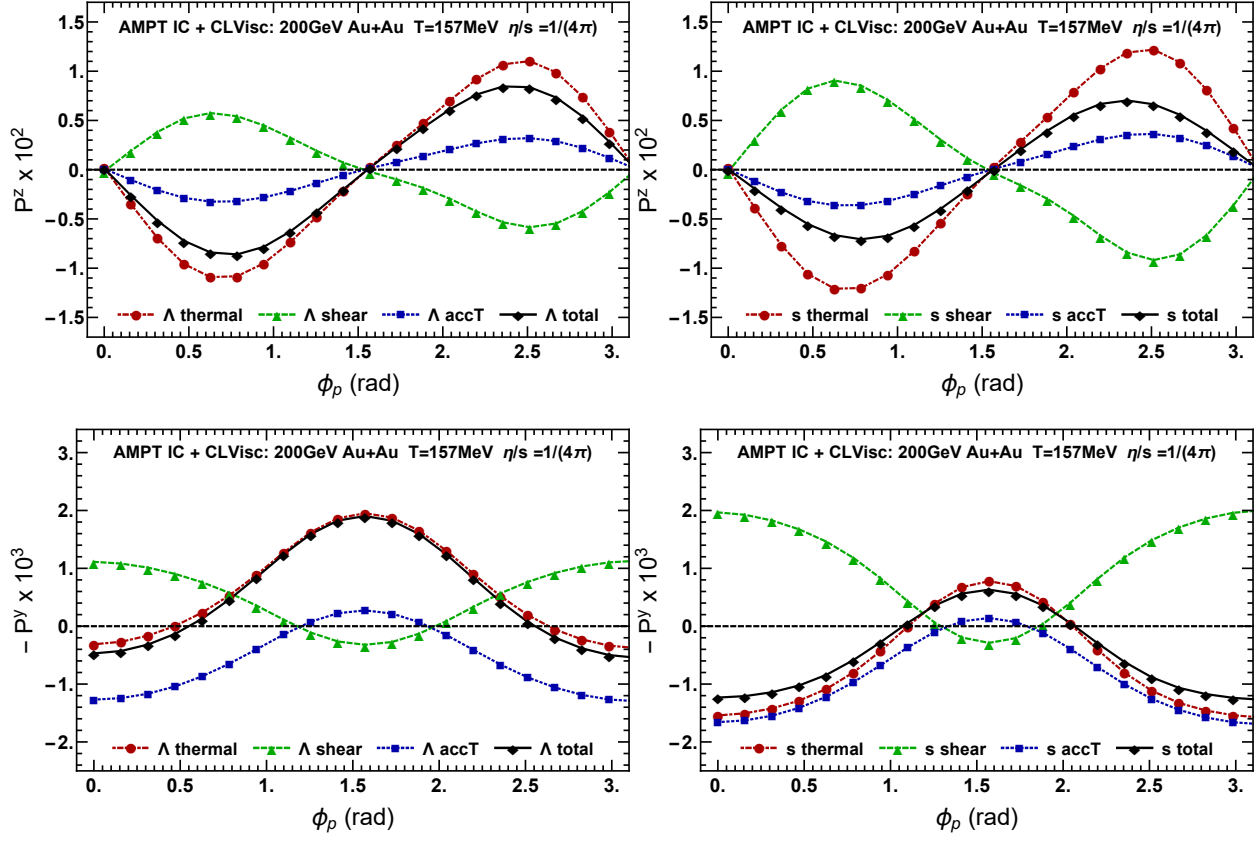 AMPT IC + CLVisc: 200GeV Au+Au T=157MeV η/s =1/(4π)
1.5
1.0
0.5
0.
−0.5
−1.0
−1.5
P^z x 10^2
Λ thermal Λ shear Λ accT Λ total
0. 0.5 1. 1.5 2. 2.5 3.
ϕ_p (rad)
AMPT IC + CLVisc: 200GeV Au+Au T=157MeV η/s =1/(4π)
1.5
1.0
0.5
0.
−0.5
−1.0
−1.5
P^z x 10^2
s thermal s shear s accT s total
0. 0.5 1. 1.5 2. 2.5 3.
ϕ_p (rad)
AMPT IC + CLVisc: 200GeV Au+Au T=157MeV η/s =1/(4π)
3.
2.
1.
0.
−1.
−2.
− P^y x 10^3
Λ thermal Λ shear Λ accT Λ total
0. 0.5 1. 1.5 2. 2.5 3.
ϕ_p (rad)
AMPT IC + CLVisc: 200GeV Au+Au T=157MeV η/s =1/(4π)
3.
2.
1.
0.
−1.
−2.
− P^y x 10^3
s thermal s shear s accT s total
0. 0.5 1. 1.5 2. 2.5 3.
ϕ_p (rad)